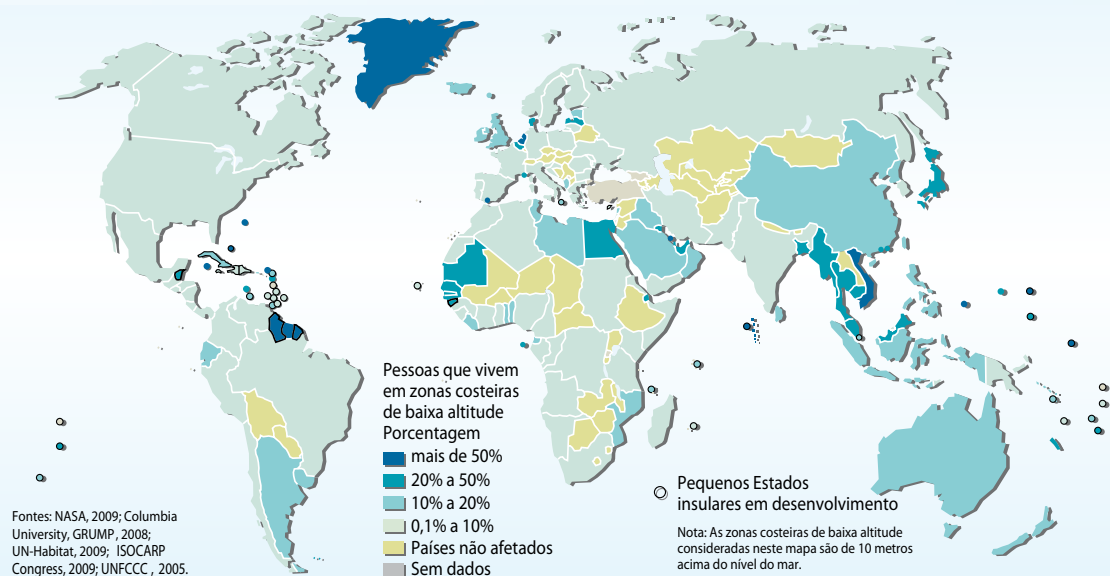 Pessoas que vivem
em zonas costeiras
de baixa altitude
Porcentagem
mais de 50%
20% a 50%
10% a 20%
0,1% a 10%
Países não afetados
Sem dados
Pequenos Estados
insulares em desenvolvimento
Nota: As zonas costeiras de baixa altitude
consideradas neste mapa são de 10 metros
acima do nível do mar.
Fontes: NASA, 2009; Columbia
University, GRUMP, 2008;
UN-Habitat, 2009; ISOCARP
Congress, 2009; UNFCCC , 2005.